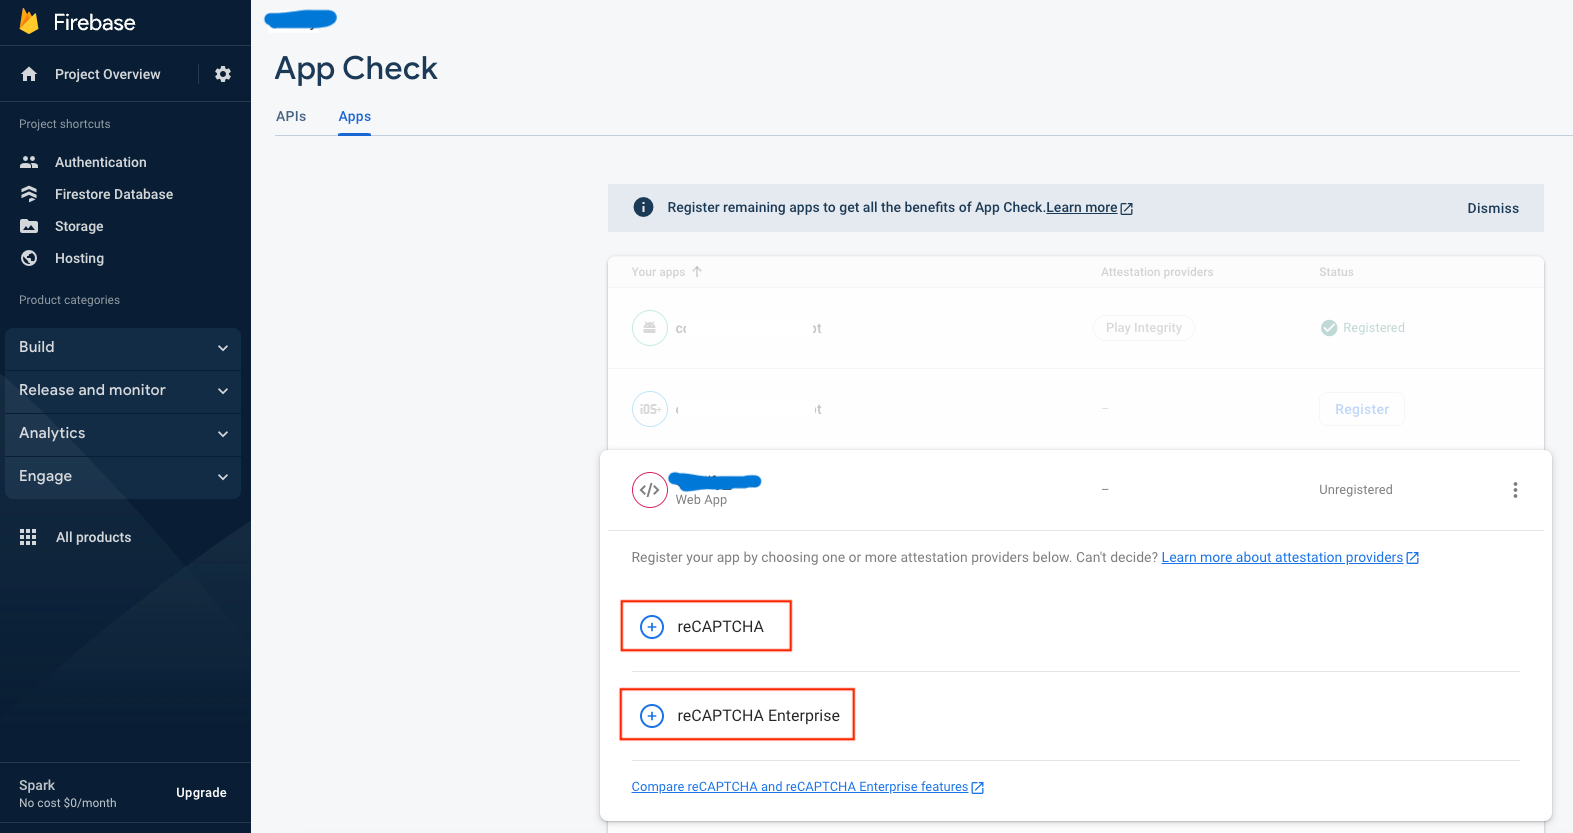 Firebase
Project Overview
Project shortcuts
Authentication
Firestore Database
Storage
Hosting
Product categories
Build
Release and monitor
Analytics
Engage
All products
Spark
No cost $0/month
Upgrade
App Check
APIs Apps
Register remaining apps to get all the benefits of App Check.Learn more
Dismiss
Your apps Attestation providers Status
Play Integrity Registered
iOS+ – Register
Web App – Unregistered
Register your app by choosing one or more attestation providers below. Can't decide? Learn more about attestation providers
reCAPTCHA
reCAPTCHA Enterprise
Compare reCAPTCHA and reCAPTCHA Enterprise features